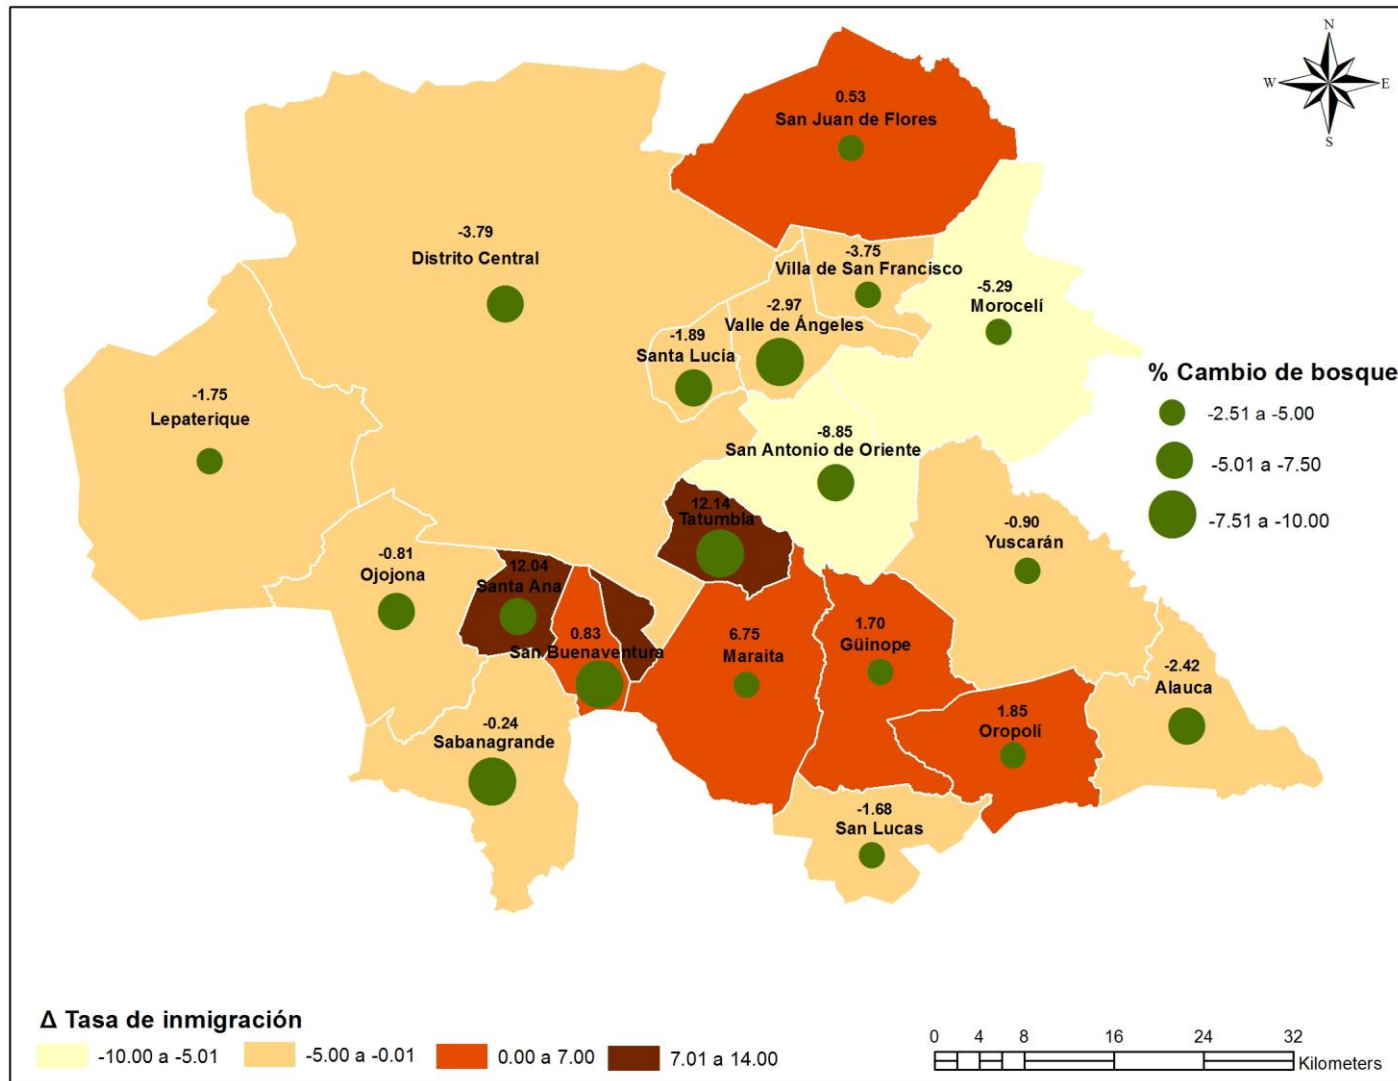 N
W
E
S
0.53
San Juan de Flores
-3.79
Distrito Central
-3.75
Villa de San Francisco
-5.29
Morocelí
-2.97
Valle de Ángeles
-1.89
Santa Lucía
% Cambio de bosque
-2.51 a -5.00
-5.01 a -7.50
-7.51 a -10.00
-1.75
Lepaterique
-8.85
San Antonio de Oriente
12.14
Tatumbla
-0.90
Yuscarán
-0.81
Ojojona
12.04
Santa Ana
0.83
San Buenaventura
6.75
Maraita
1.70
Güinope
-2.42
Alauca
1.85
Oropolí
-0.24
Sabanagrande
-1.68
San Lucas
Δ Tasa de inmigración
-10.00 a -5.01
-5.00 a -0.01
0.00 a 7.00
7.01 a 14.00
0 4 8 16 24 32
Kilometers